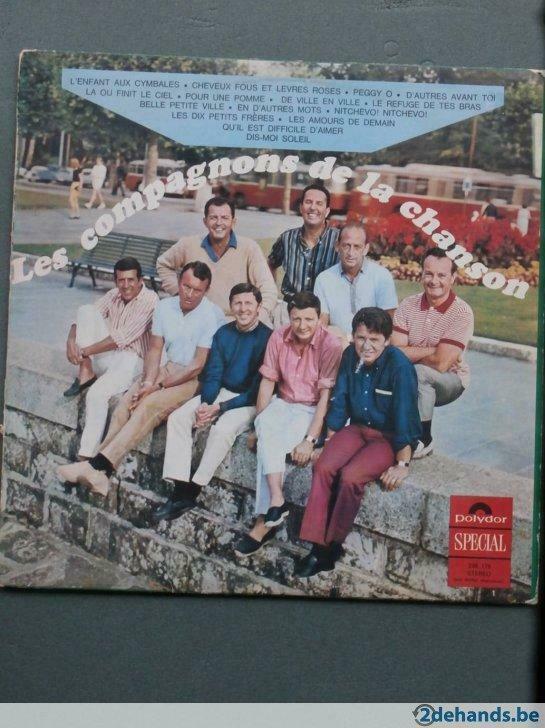 L'ENFANT AUX CYMBALES • CHEVEUX FOUS ET LEVRES ROSES • PEGGY O • D'AUTRES AVANT TOI
LA OU FINIT LE CIEL • POUR UNE POMME • DE VILLE EN VILLE • LE REFUGE DE TES BRAS
BELLE PETITE VILLE • EN D'AUTRES MOTS • NITCHEVO! NITCHEVO!
LES DIX PETITS FRÈRES • LES AMOURS DE DEMAIN
QU'IL EST DIFFICILE D'AIMER
DIS-MOI SOLEIL
Les compagnons de la chanson
polydor
SPECIAL
STEREO
2dehands.be